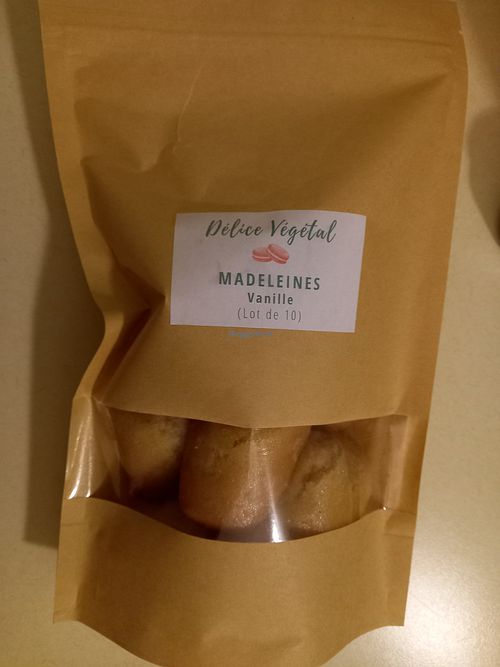 Délice Végétal
MADELEINES
Vanille
(Lot de 10)